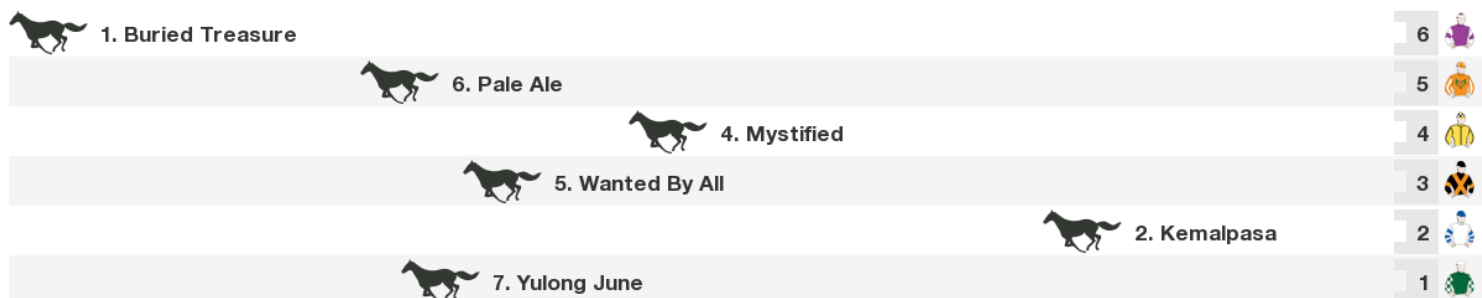 1. Buried Treasure 6
6. Pale Ale 5
4. Mystified 4
5. Wanted By All 3
2. Kemalpasa 2
7. Yulong June 1